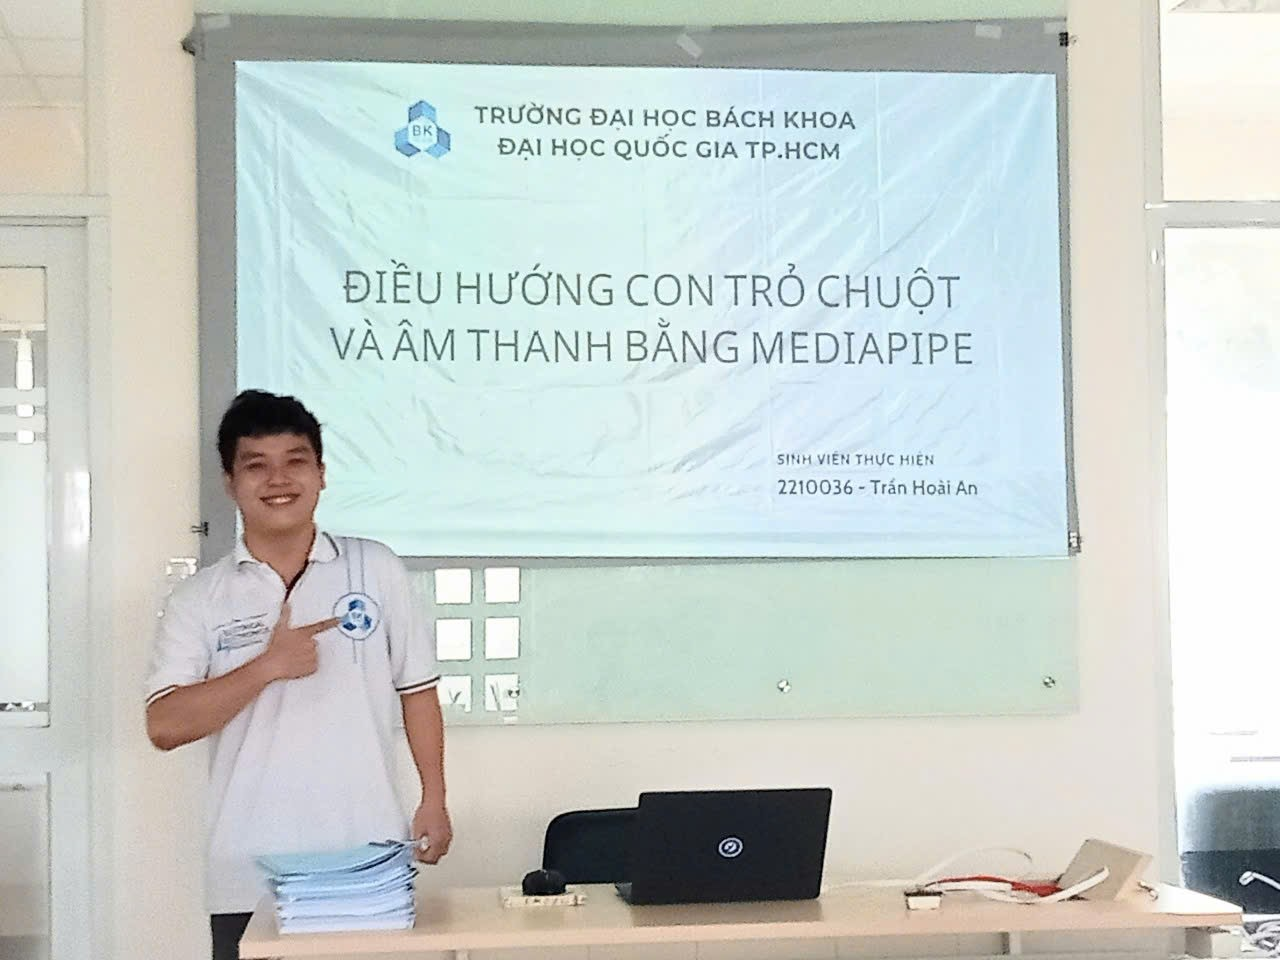 BK
TRƯỜNG ĐẠI HỌC BÁCH KHOA
ĐẠI HỌC QUỐC GIA TP.HCM
ĐIỀU HƯỚNG CON TRỎ CHUỘT
VÀ ÂM THANH BẰNG MEDIAPIPE
SINH VIÊN THỰC HIỆN
2210036 - Trần Hoài An
BK